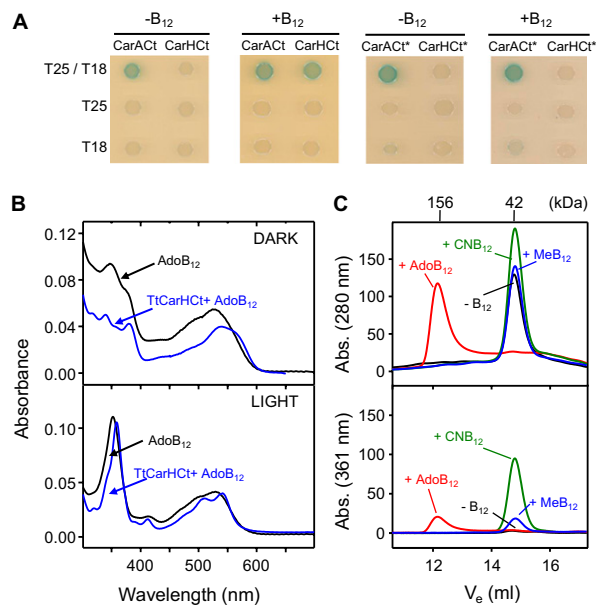 A
-B12 +B12 -B12 +B12
CarACt CarHCt CarACt CarHCt CarACt* CarHCt* CarACt* CarHCt*
T25 / T18
T25
T18
B
0.12
0.08
0.04
0.00
DARK
AdoB12
TtCarHCt+ AdoB12
Absorbance
0.10
0.05
0.00
LIGHT
AdoB12
TtCarHCt+ AdoB12
400 500 600
Wavelength (nm)
C
156 42 (kDa)
Abs. (280 nm)
150
100
50
0
+ CNB12
+ AdoB12
+ MeB12
- B12
Abs. (361 nm)
150
100
50
0
+ CNB12
+ AdoB12
- B12
+ MeB12
12 14 16
Ve (ml)